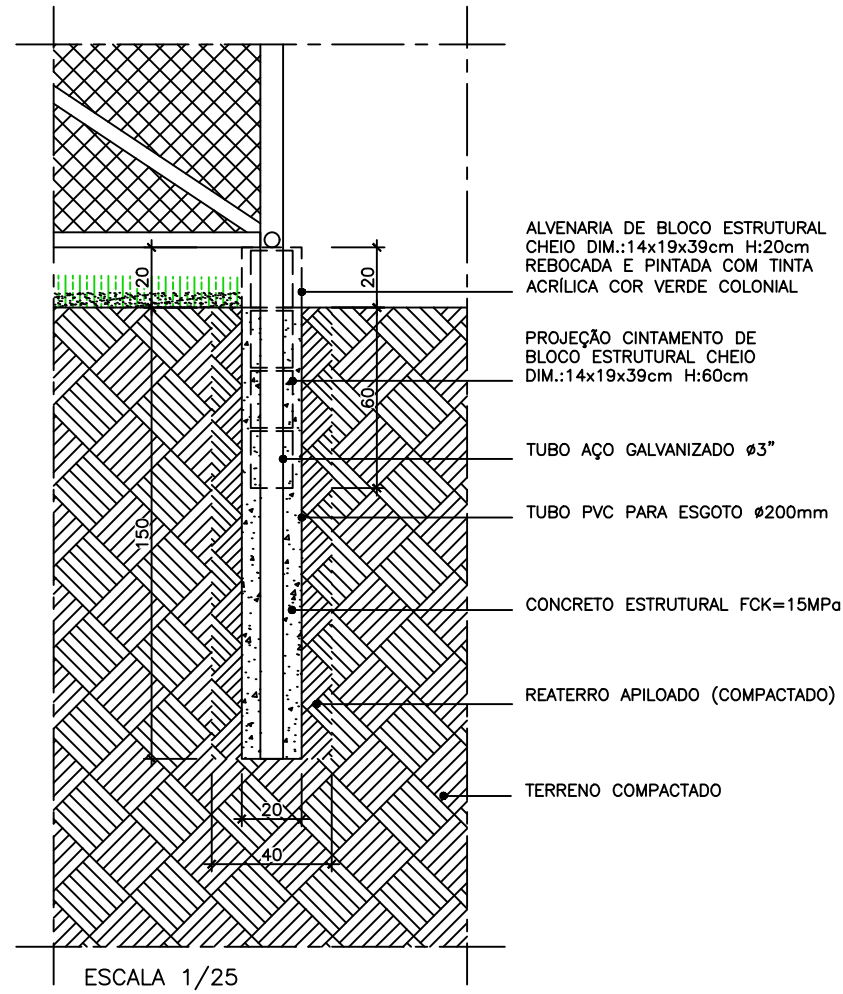 ALVENARIA DE BLOCO ESTRUTURAL
CHEIO DIM.:14x19x39cm H:20cm
REBOCADA E PINTADA COM TINTA
ACRÍLICA COR VERDE COLONIAL
20
20
PROJEÇÃO CINTAMENTO DE
BLOCO ESTRUTURAL CHEIO
DIM.:14x19x39cm H:60cm
60
TUBO AÇO GALVANIZADO ø3”
TUBO PVC PARA ESGOTO ø200mm
150
CONCRETO ESTRUTURAL FCK=15MPa
REATERRO APILOADO (COMPACTADO)
TERRENO COMPACTADO
20
40
ESCALA 1/25